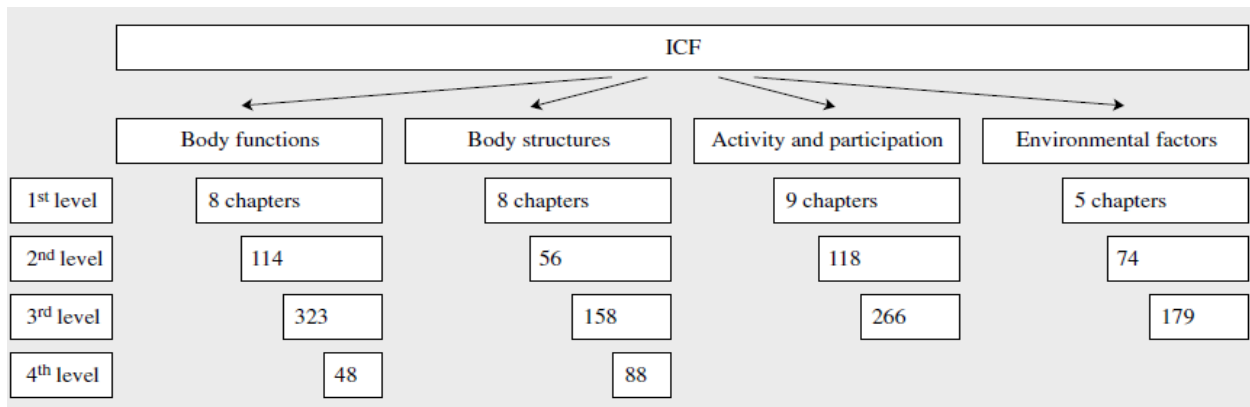 ICF
Body functions Body structures Activity and participation Environmental factors
1st level 8 chapters 8 chapters 9 chapters 5 chapters
2nd level 114 56 118 74
3rd level 323 158 266 179
4th level 48 88